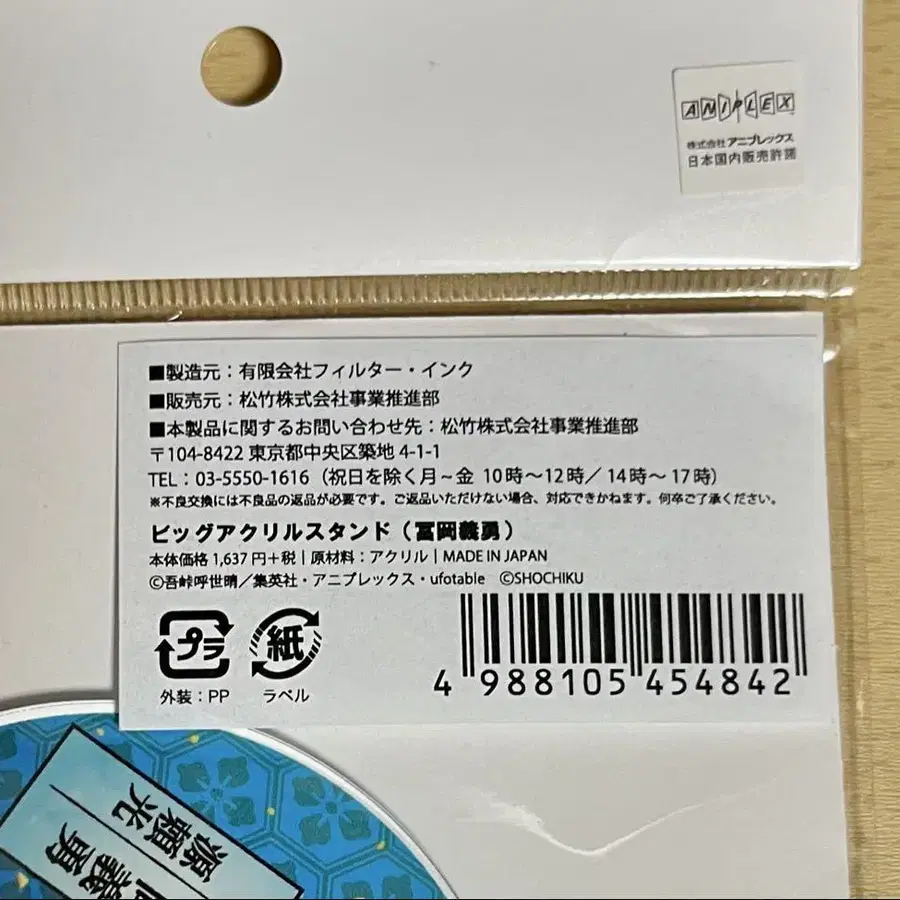 ANIPLEX
株式会社 アニプレックス
日本国内販売許諾
■製造元：有限会社フィルター・インク
■販売元：松竹株式会社事業推進部
■本製品に関するお問い合わせ先：松竹株式会社事業推進部
〒104-8422 東京都中央区築地 4-1-1
TEL：03-5550-1616（祝日を除く月～金 10時～12時／14時～17時）
※不良交換には不良品の返品が必要です。ご返品いただけない場合、対応できかねます。何卒ご了承ください。
ビッグアクリルスタンド（冨岡義勇）
本体価格 1,637 円+税 | 原材料：アクリル | MADE IN JAPAN
©吾峠呼世晴／集英社・アニプレックス・ufotable ©SHOCHIKU
プラ
紙
外装：PP
ラベル
4 988105 454842
源頼光
義勇